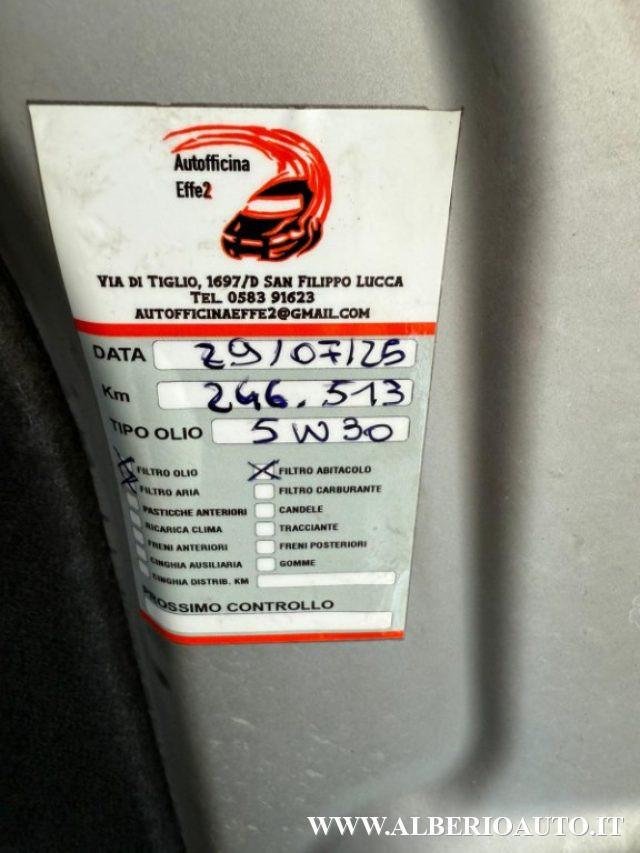 Autofficina
Effe2
VIA DI TIGLIO, 1697/D SAN FILIPPO LUCCA
TEL. 0583 91623
AUTOFFICINAEFFE2@GMAIL.COM
DATA 29/07/25
Km 246.513
TIPO OLIO 5W30
FILTRO OLIO FILTRO ABITACOLO
FILTRO ARIA FILTRO CARBURANTE
PASTICCHE ANTERIORI CANDELE
RICARICA CLIMA TRACCIANTE
FRENI ANTERIORI FRENI POSTERIORI
CINGHIA AUSILIARIA GOMME
CINGHIA DISTRIB. KM
PROSSIMO CONTROLLO
WWW.ALBERIOAUTO.IT